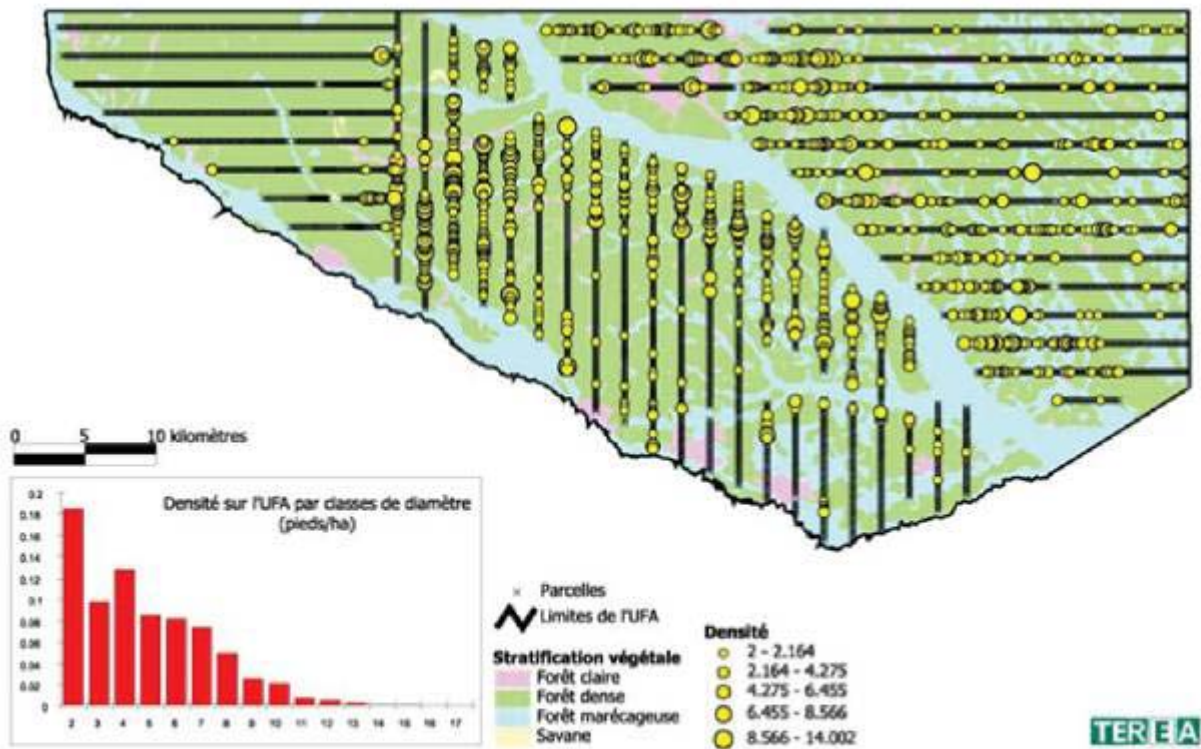 0 5 10 kilomètres
Densité sur l'UFA par classes de diamètre
(pieds/ha)
0.2
0.18
0.16
0.14
0.12
0.1
0.08
0.06
0.04
0.02
0
2 3 4 5 6 7 8 9 10 11 12 13 14 15 16 17
Parcelles
Limites de l'UFA
Stratification végétale
Forêt claire
Forêt dense
Forêt marécageuse
Savane
Densité
2 - 2.164
2.164 - 4.275
4.275 - 6.455
6.455 - 8.566
8.566 - 14.002
TEREA